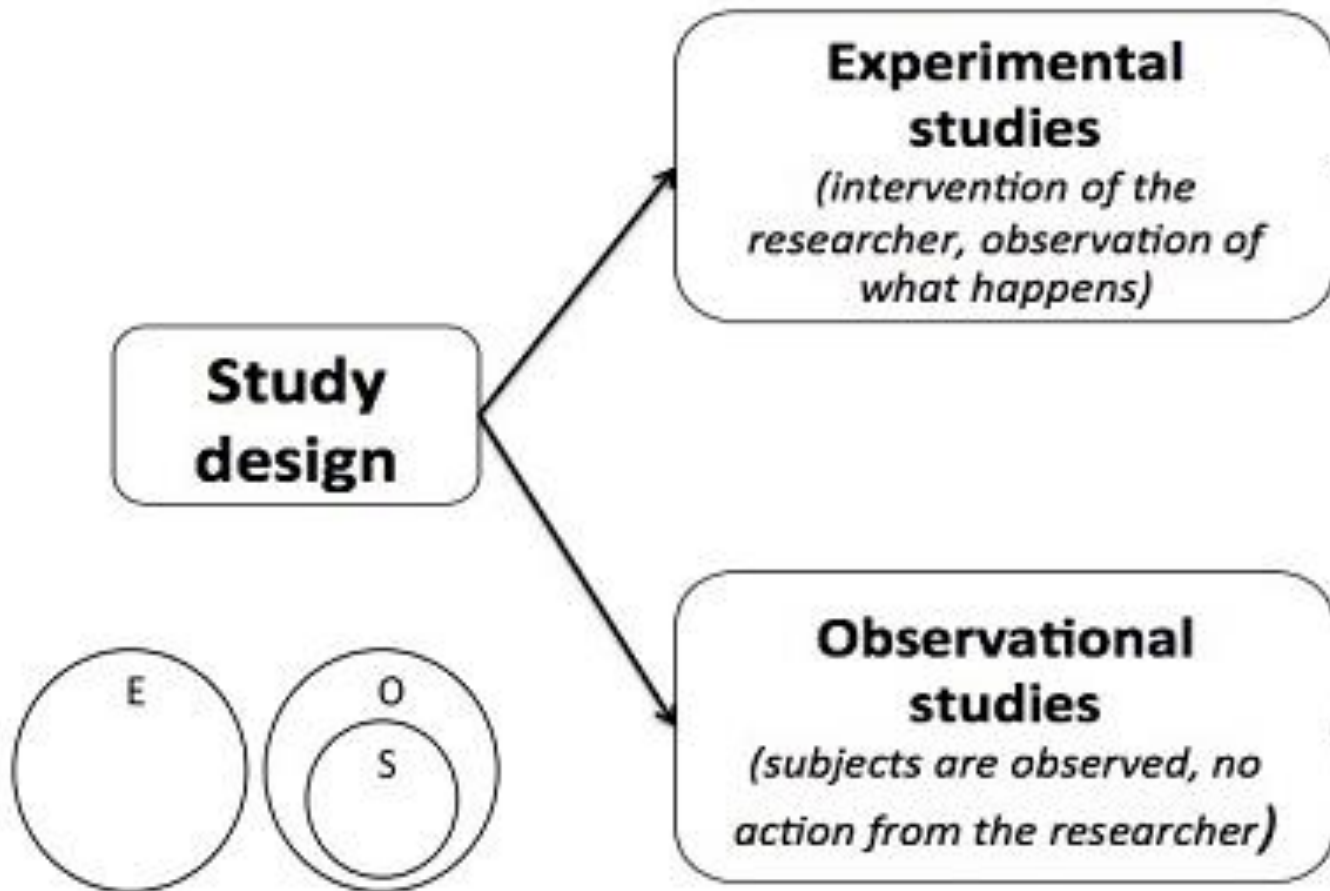 Experimental
studies
(intervention of the
researcher, observation of
what happens)
Study
design
E
O
S
Observational
studies
(subjects are observed, no
action from the researcher)